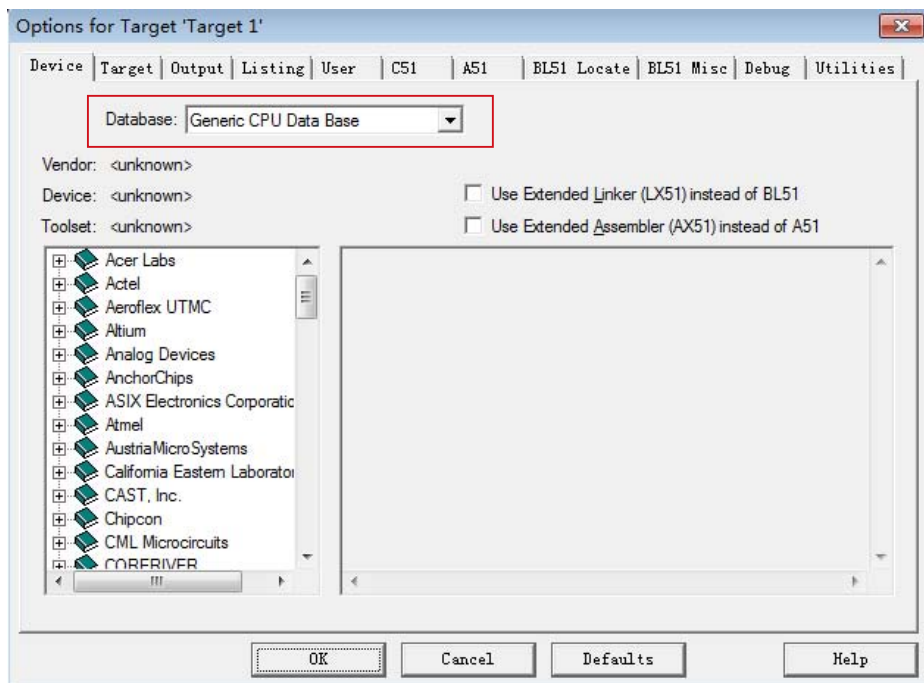 Options for Target 'Target 1'
Device Target Output Listing User C51 A51 BL51 Locate BL51 Misc Debug Utilities
Database: Generic CPU Data Base
Vendor: <unknown>
Device: <unknown>
Use Extended Linker (LX51) instead of BL51
Toolset: <unknown>
Use Extended Assembler (AX51) instead of A51
Acer Labs
Actel
Aeroflex UTMC
Altium
Analog Devices
AnchorChips
ASIX Electronics Corporatic
Atmel
AustriaMicroSystems
California Eastern Laborator
CAST, Inc.
Chipcon
CML Microcircuits
CORERIVER
OK Cancel Defaults Help